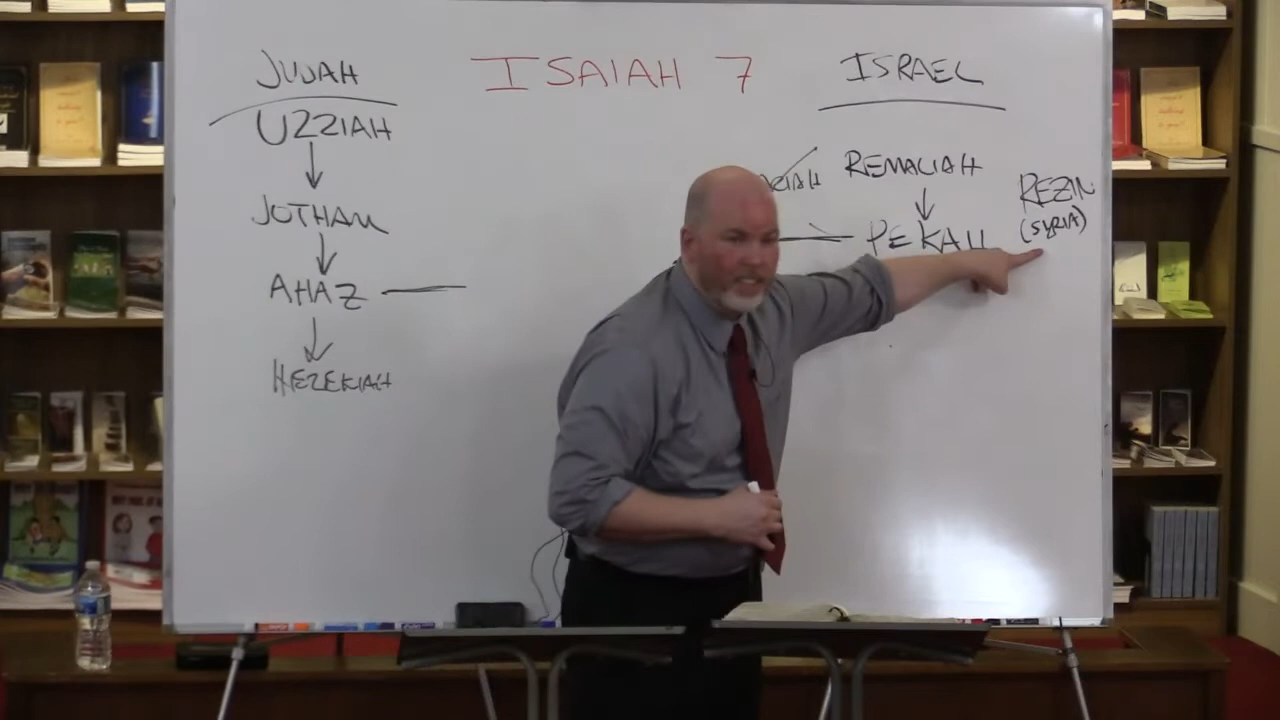 JUDAH
ISAIAH 7
ISRAEL
UZZIAH
REMALIAH
REZIN
(SYRIA)
JOTHAM
PEKAH
AHAZ
HEZEKIAH